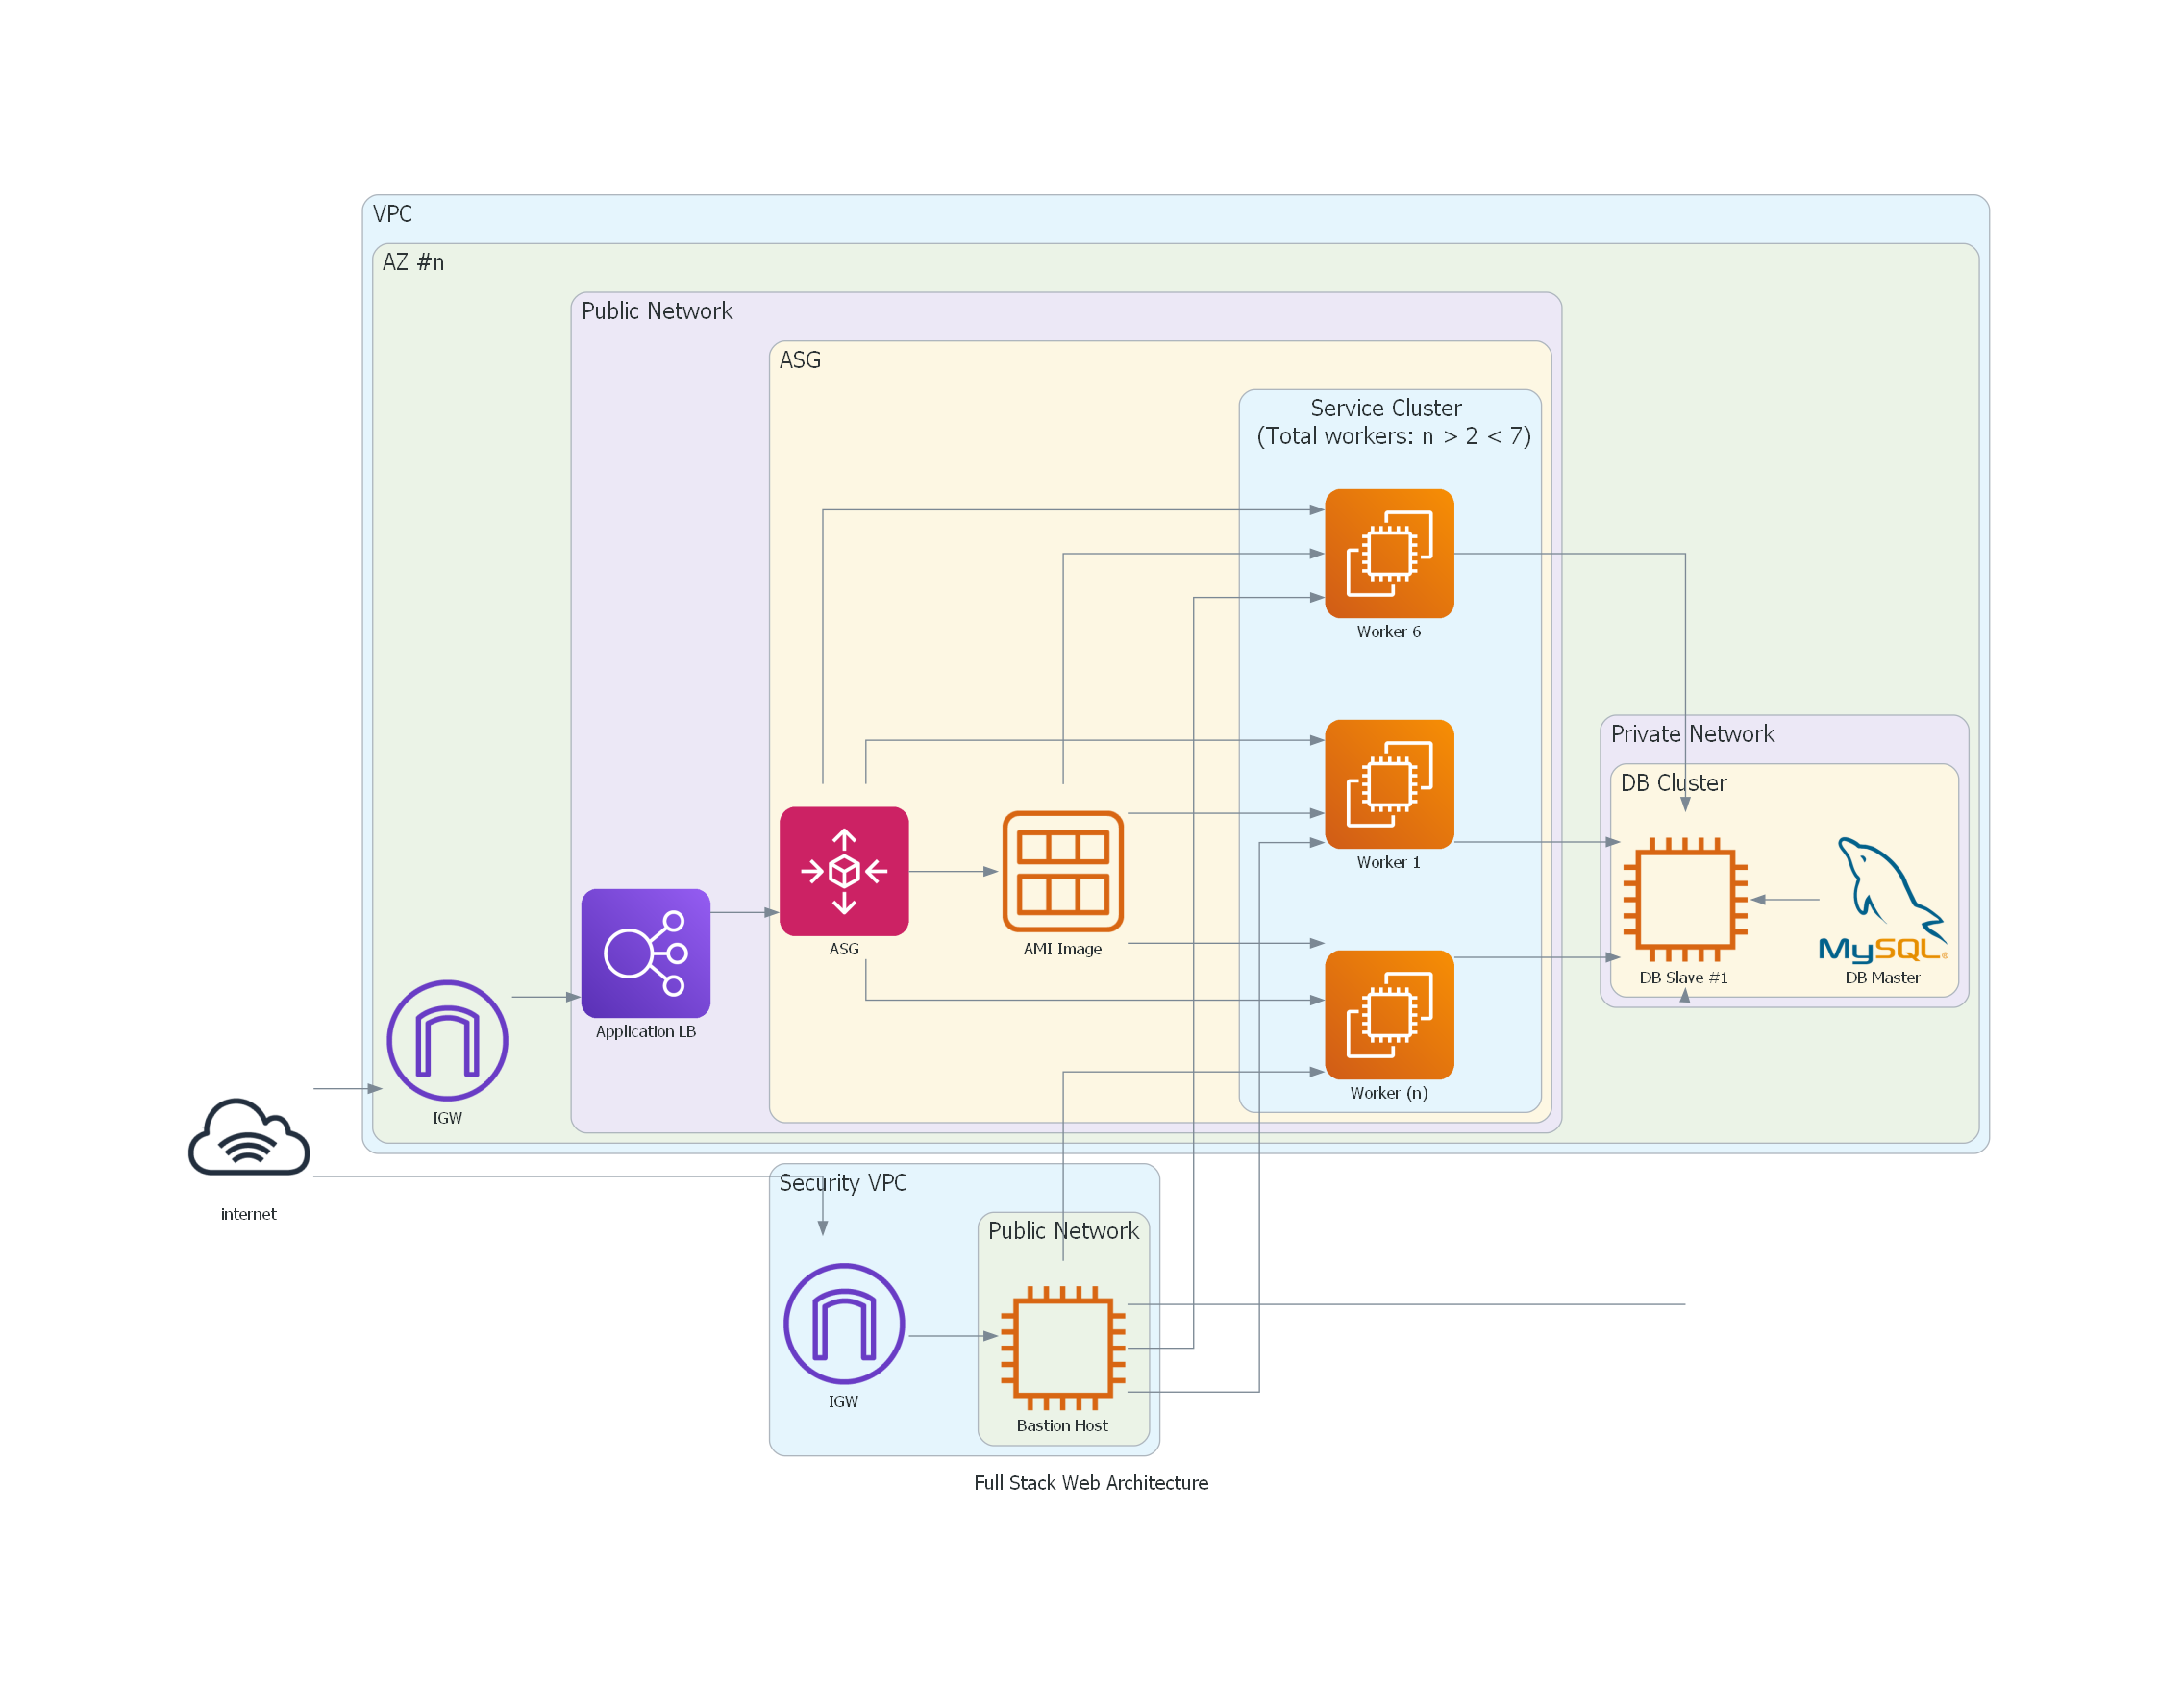 VPC
AZ #n
Public Network
ASG
Service Cluster
(Total workers: n > 2 < 7)
Worker 6
Private Network
DB Cluster
Worker 1
ASG
AMI Image
MySQL®
DB Slave #1
DB Master
Application LB
Worker (n)
IGW
internet
Security VPC
Public Network
IGW
Bastion Host
Full Stack Web Architecture